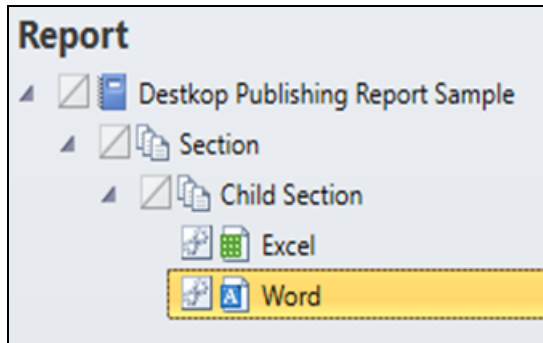 Report
Destkop Publishing Report Sample
Section
Child Section
Excel
Word